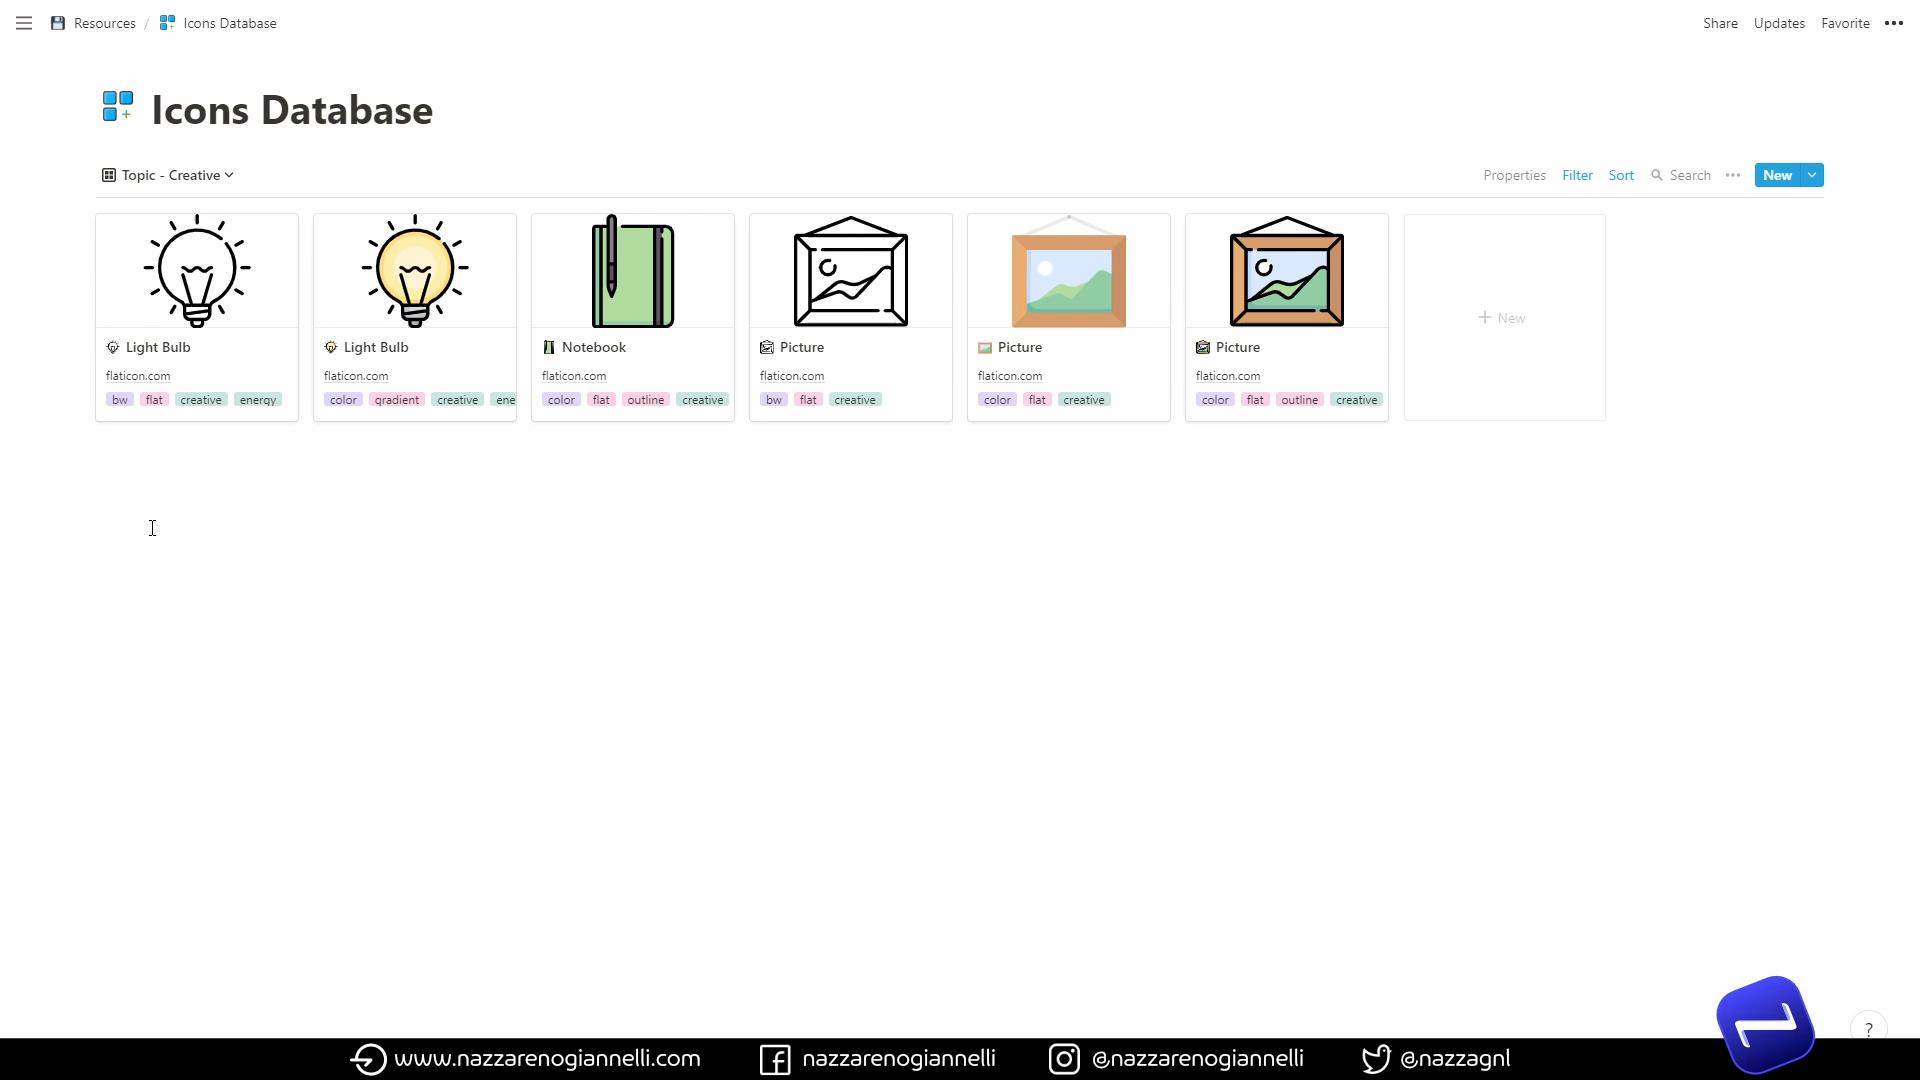 Resources / Icons Database
Share Updates Favorite
Icons Database
Topic - Creative
Properties Filter Sort Search New
Light Bulb
flaticon.com
bw flat creative energy
Light Bulb
flaticon.com
color gradient creative ene
Notebook
flaticon.com
color flat outline creative
Picture
flaticon.com
bw flat creative
Picture
flaticon.com
color flat creative
Picture
flaticon.com
color flat outline creative
+ New
?
www.nazzarenogiannelli.com nazzarenogiannelli @nazzarenogiannelli @nazzagnl